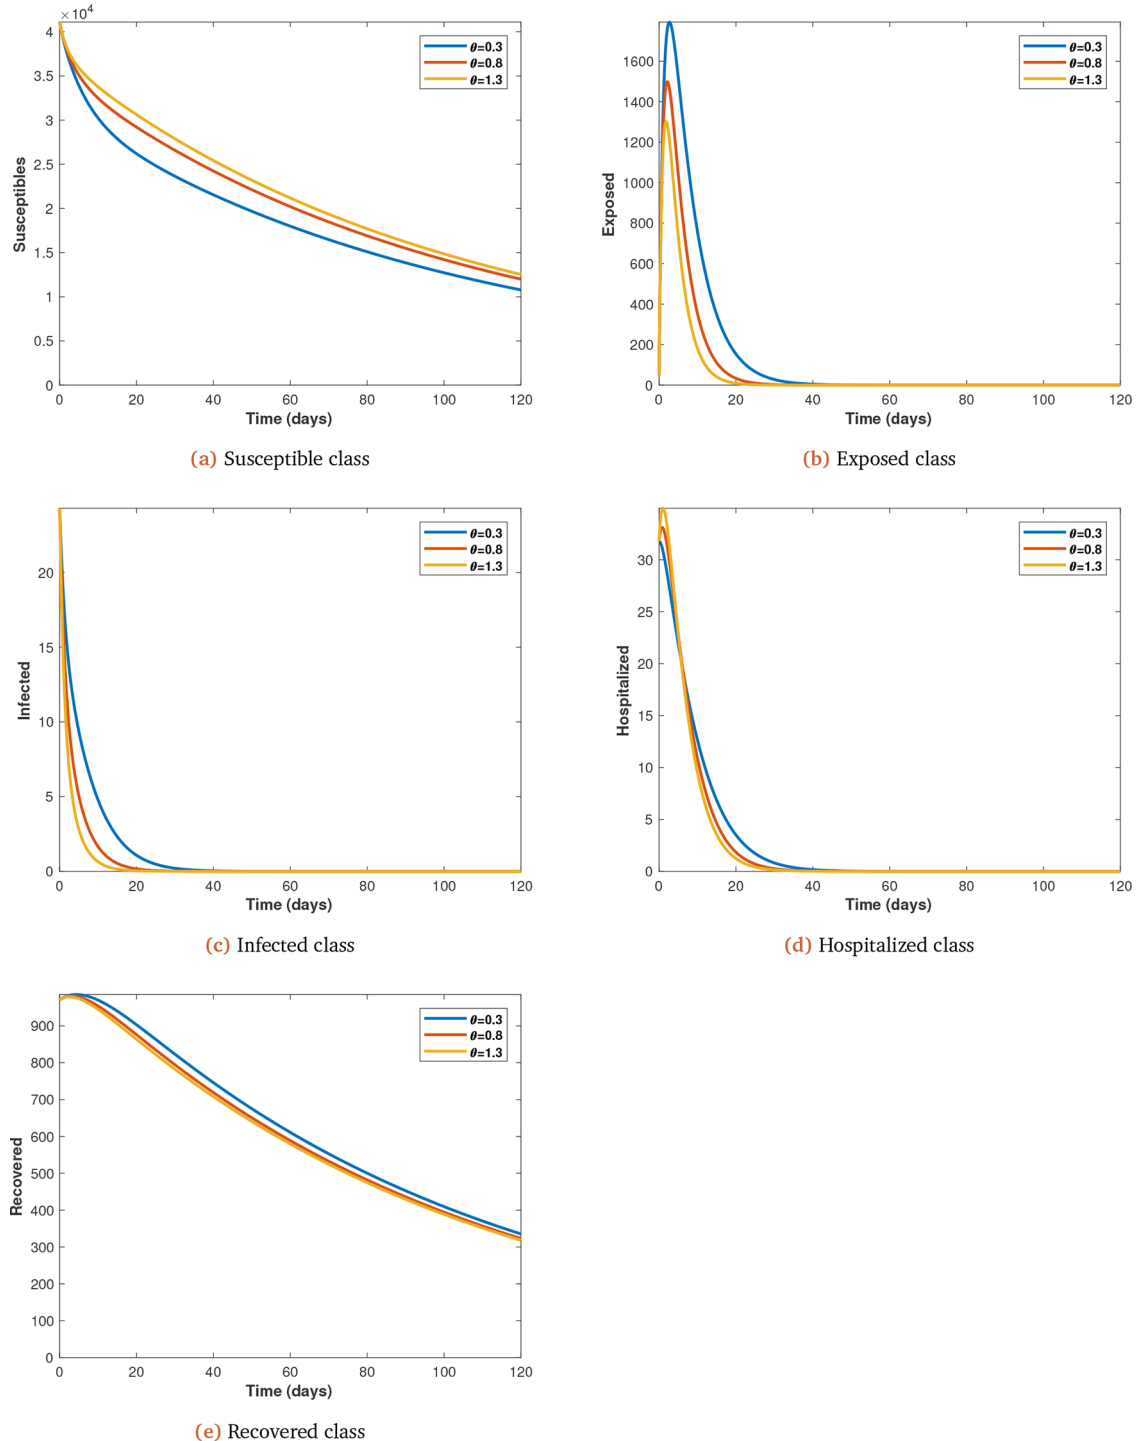 ×10⁴
4
3.5
3
2.5
2
1.5
1
0.5
0
Susceptibles
θ=0.3
θ=0.8
θ=1.3
0 20 40 60 80 100 120
Time (days)
(a) Susceptible class
1600
1400
1200
1000
800
600
400
200
0
Exposed
θ=0.3
θ=0.8
θ=1.3
0 20 40 60 80 100 120
Time (days)
(b) Exposed class
20
15
10
5
0
Infected
θ=0.3
θ=0.8
θ=1.3
0 20 40 60 80 100 120
Time (days)
(c) Infected class
30
25
20
15
10
5
0
Hospitalized
θ=0.3
θ=0.8
θ=1.3
0 20 40 60 80 100 120
Time (days)
(d) Hospitalized class
900
800
700
600
500
400
300
200
100
0
Recovered
θ=0.3
θ=0.8
θ=1.3
0 20 40 60 80 100 120
Time (days)
(e) Recovered class